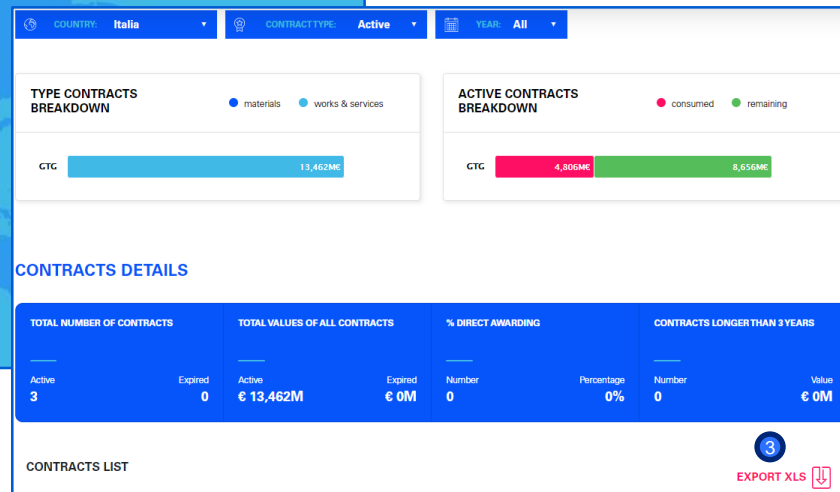 COUNTRY: Italia ▼ CONTRACT TYPE: Active ▼ YEAR: All ▼
TYPE CONTRACTS BREAKDOWN
materials works & services
GTG 13,462M€
ACTIVE CONTRACTS BREAKDOWN
consumed remaining
GTG 4,806M€ 8,656M€
CONTRACTS DETAILS
TOTAL NUMBER OF CONTRACTS
Active Expired
3 0
TOTAL VALUES OF ALL CONTRACTS
Active Expired
€ 13,462M € 0M
% DIRECT AWARDING
Number Percentage
0 0%
CONTRACTS LONGER THAN 3 YEARS
Number Value
0 € 0M
3
CONTRACTS LIST
EXPORT XLS